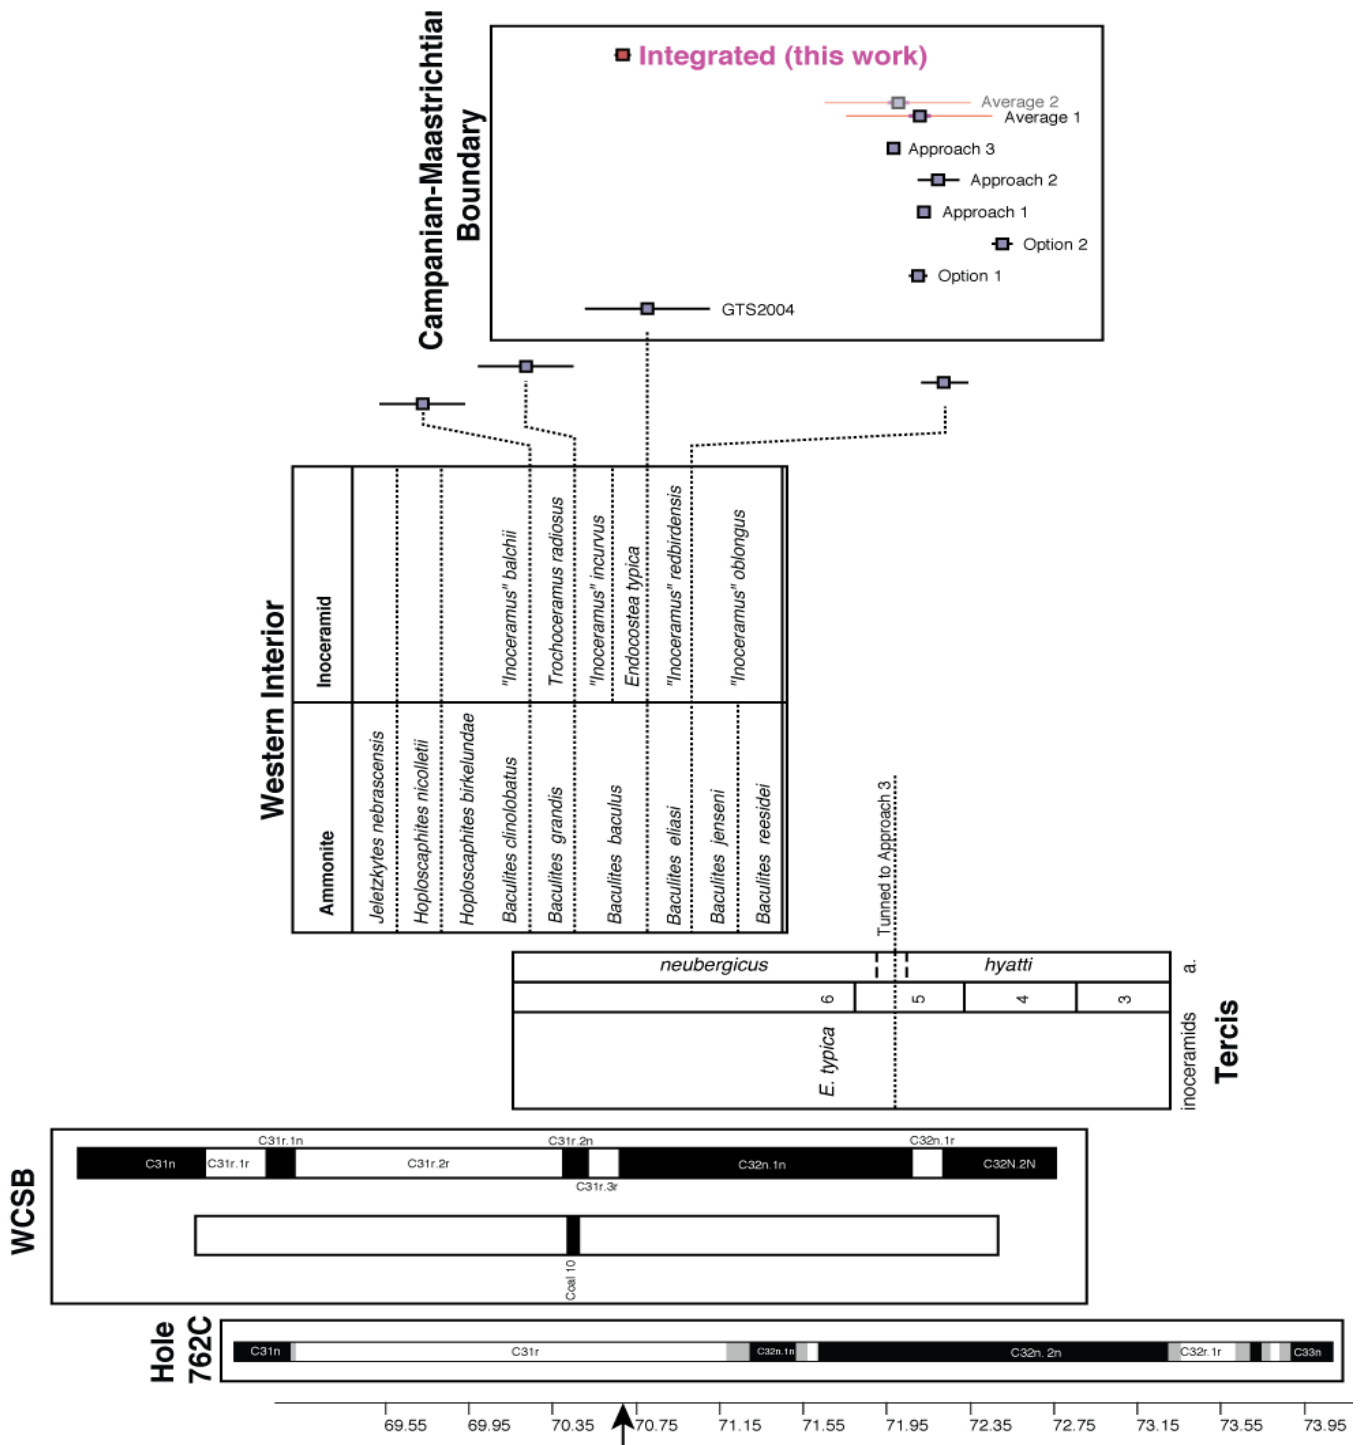 Campanian-Maastrichtian
Boundary
Integrated (this work)
Average 2
Average 1
Approach 3
Approach 2
Approach 1
Option 2
Option 1
GTS2004
Western Interior
Inoceramid
"Inoceramus" balchii
Trochoceramus radiosus
"Inoceramus" incurvus
Endocostea typica
"Inoceramus" redbirdensis
"Inoceramus" oblongus
Ammonite
Jeletzkytes nebrascensis
Hoploscaphites nicolletii
Hoploscaphites birkelundae
Baculites clinolobatus
Baculites grandis
Baculites baculus
Baculites eliasi
Baculites jenseni
Baculites reesidei
Tunned to Approach 3
neubergicus
hyatti
a.
6
5
4
3
E. typica
inoceramids
Tercis
WCSB
C31r.1n
C31r.2n
C32n.1r
C31n
C31r.1r
C31r.2r
C32n.1n
C32N.2N
C31r.3r
Coal 10
Hole
762C
C31n
C31r
C32n.1n
C32n. 2n
C32r. 1r
C33n
69.55
69.95
70.35
70.75
71.15
71.55
71.95
72.35
72.75
73.15
73.55
73.95